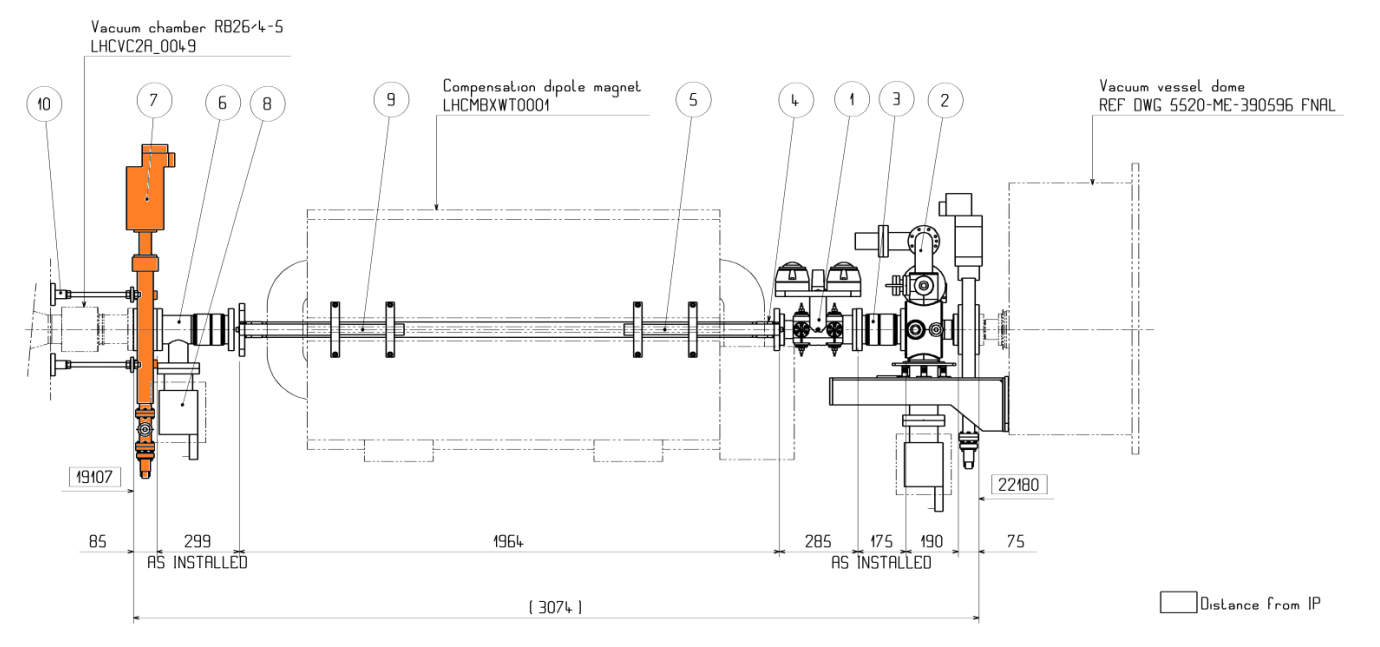 Vacuum chamber RB26/4-5
LHCVC2A_0049
Compensation dipole magnet
LHCMBXWT0001
Vacuum vessel dome
REF DWG 5520-ME-390596 FNAL
10
7
6
8
9
5
4
1
3
2
19107
22180
85
299
1964
285
175
190
75
AS INSTALLED
AS INSTALLED
( 3074 )
Distance from IP